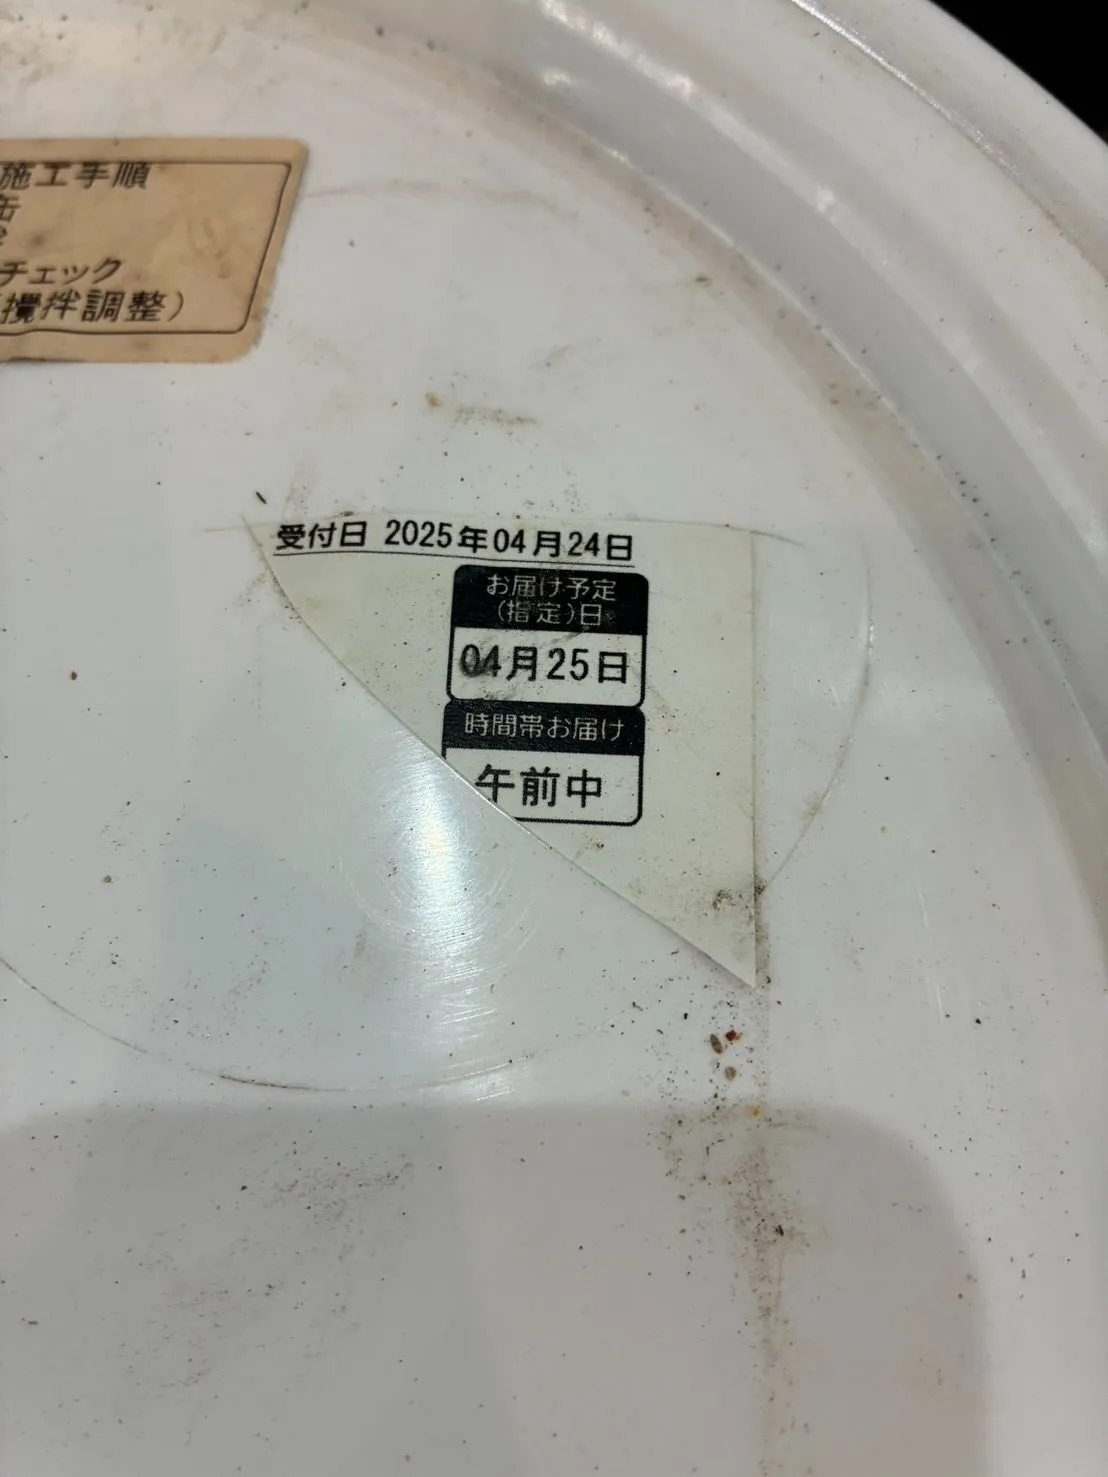 施工手順
缶
チェック
(攪拌調整)
受付日 2025年04月24日
お届け予定
(指定)日
04月25日
時間帯お届け
午前中